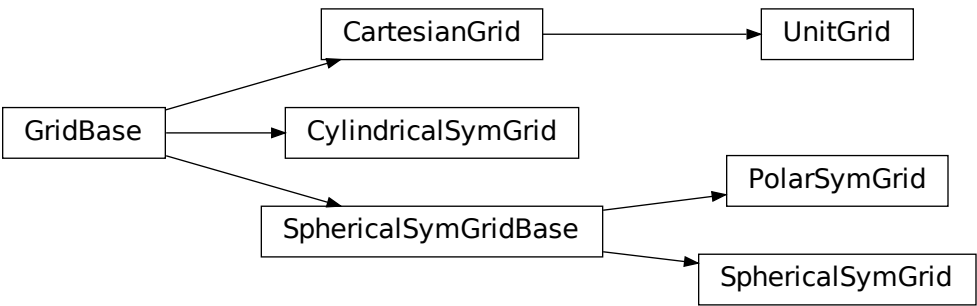 CartesianGrid
UnitGrid
GridBase
CylindricalSymGrid
PolarSymGrid
SphericalSymGridBase
SphericalSymGrid